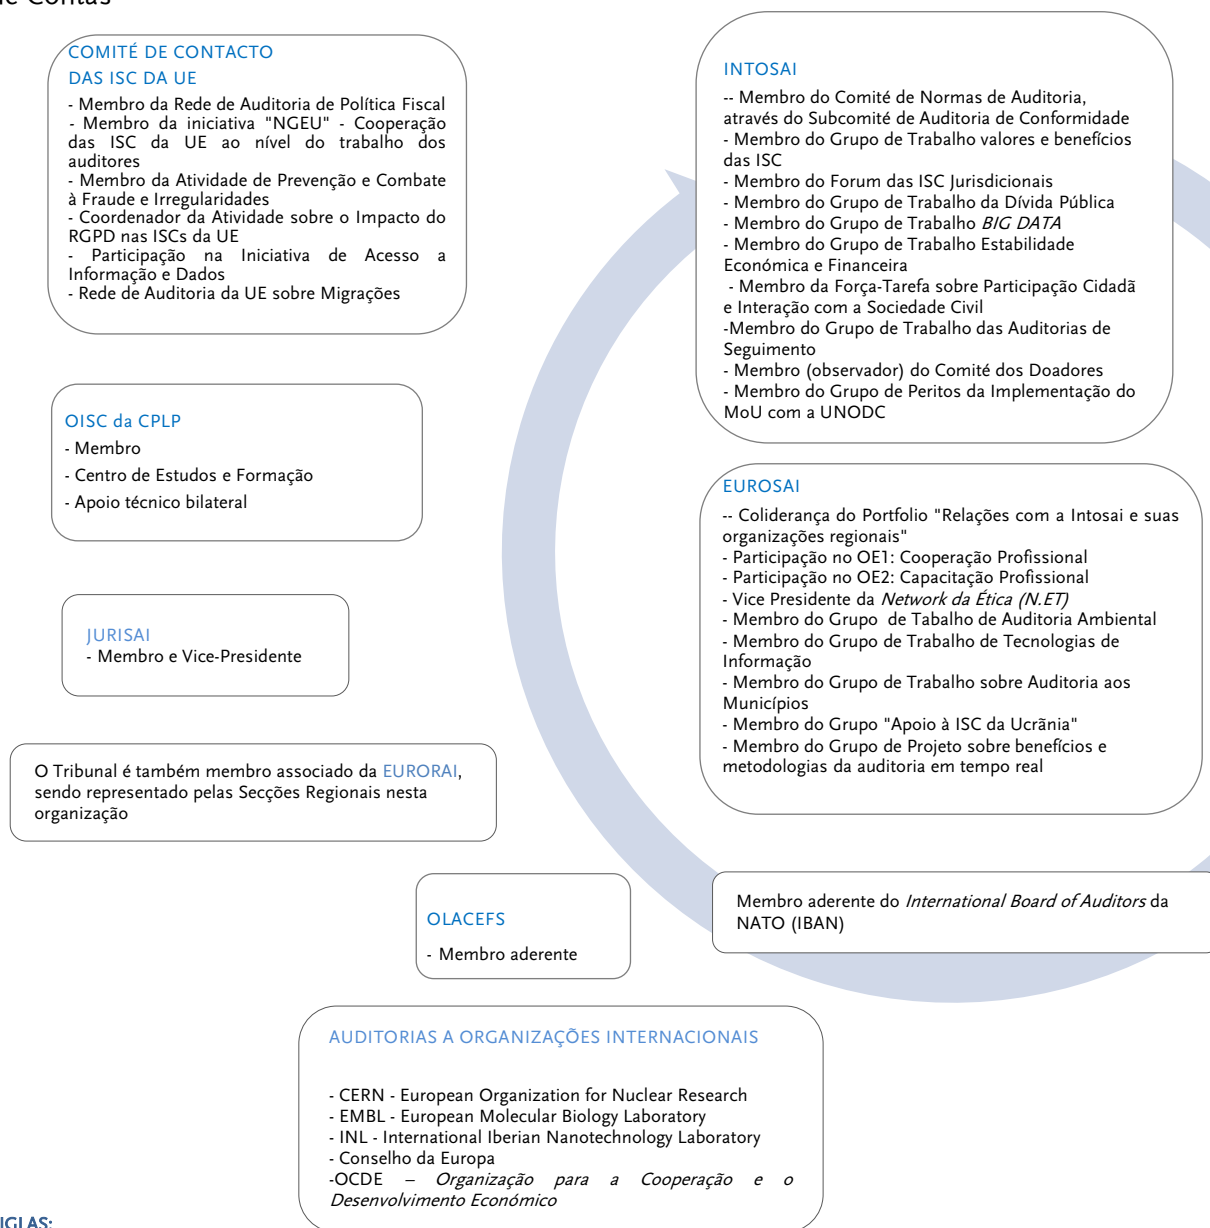 de Contas
COMITÉ DE CONTACTO
DAS ISC DA UE
- Membro da Rede de Auditoria de Política Fiscal
- Membro da iniciativa "NGEU" - Cooperação
das ISC da UE ao nível do trabalho dos
auditores
- Membro da Atividade de Prevenção e Combate
à Fraude e Irregularidades
- Coordenador da Atividade sobre o Impacto do
RGPD nas ISCs da UE
- Participação na Iniciativa de Acesso a
Informação e Dados
- Rede de Auditoria da UE sobre Migrações
INTOSAI
-- Membro do Comité de Normas de Auditoria,
através do Subcomité de Auditoria de Conformidade
- Membro do Grupo de Trabalho valores e benefícios
das ISC
- Membro do Forum das ISC Jurisdicionais
- Membro do Grupo de Trabalho da Dívida Pública
- Membro do Grupo de Trabalho BIG DATA
- Membro do Grupo de Trabalho Estabilidade
Económica e Financeira
- Membro da Força-Tarefa sobre Participação Cidadã
e Interação com a Sociedade Civil
-Membro do Grupo de Trabalho das Auditorias de
Seguimento
- Membro (observador) do Comité dos Doadores
- Membro do Grupo de Peritos da Implementação do
MoU com a UNODC
OISC da CPLP
- Membro
- Centro de Estudos e Formação
- Apoio técnico bilateral
EUROSAI
-- Coliderança do Portfolio "Relações com a Intosai e suas
organizações regionais"
- Participação no OE1: Cooperação Profissional
- Participação no OE2: Capacitação Profissional
- Vice Presidente da Network da Ética (N.ET)
- Membro do Grupo de Tabalho de Auditoria Ambiental
- Membro do Grupo de Trabalho de Tecnologias de
Informação
- Membro do Grupo de Trabalho sobre Auditoria aos
Municípios
- Membro do Grupo "Apoio à ISC da Ucrãnia"
- Membro do Grupo de Projeto sobre benefícios e
metodologias da auditoria em tempo real
JURISAI
- Membro e Vice-Presidente
O Tribunal é também membro associado da EURORAI,
sendo representado pelas Secções Regionais nesta
organização
OLACEFS
- Membro aderente
Membro aderente do International Board of Auditors da
NATO (IBAN)
AUDITORIAS A ORGANIZAÇÕES INTERNACIONAIS
- CERN - European Organization for Nuclear Research
- EMBL - European Molecular Biology Laboratory
- INL - International Iberian Nanotechnology Laboratory
- Conselho da Europa
-OCDE – Organização para a Cooperação e o
Desenvolvimento Económico